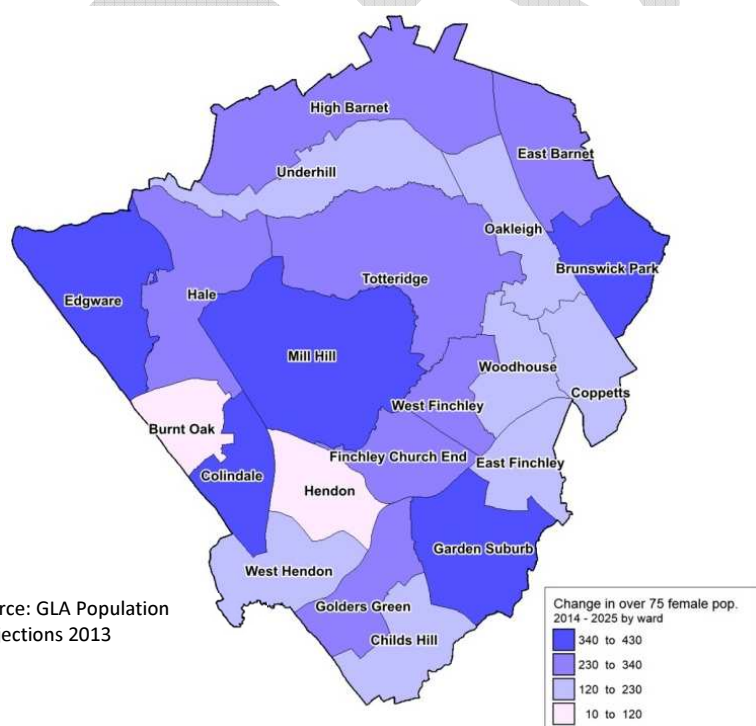 High Barnet
East Barnet
Underhill
Oakleigh
Brunswick Park
Totteridge
Hale
Edgware
Mill Hill
Woodhouse
Coppetts
West Finchley
Burnt Oak
Finchley Church End
East Finchley
Colindale
Hendon
Garden Suburb
West Hendon
Golders Green
Childs Hill
rce: GLA Population
jections 2013
Change in over 75 female pop.
2014 - 2025 by ward
340 to 430
230 to 340
120 to 230
10 to 120